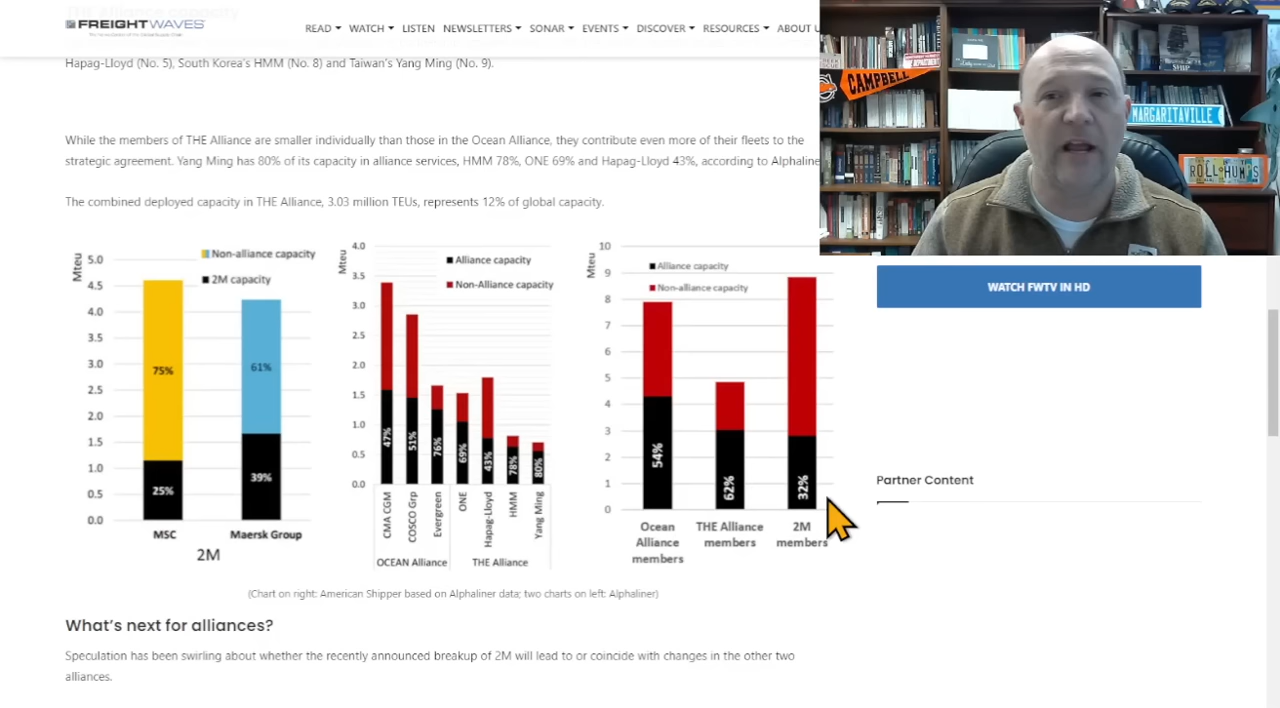 THE Alliance capacity
FREIGHTWAVES
READ WATCH LISTEN NEWSLETTERS SONAR EVENTS DISCOVER RESOURCES ABOUT U
Hapag-Lloyd (No. 5), South Korea's HMM (No. 8) and Taiwan's Yang Ming (No. 9).
While the members of THE Alliance are smaller individually than those in the Ocean Alliance, they contribute even more of their fleets to the
strategic agreement. Yang Ming has 80% of its capacity in alliance services, HMM 78%, ONE 69% and Hapag-Lloyd 43%, according to Alphaline
The combined deployed capacity in THE Alliance, 3.03 million TEUs, represents 12% of global capacity.
Mteu
5.0
4.5
4.0
3.5
3.0
2.5
2.0
1.5
1.0
0.5
0.0
Non-alliance capacity
2M capacity
75%
25%
61%
39%
MSC
Maersk Group
2M
Mteu
4.0
3.5
3.0
2.5
2.0
1.5
1.0
0.5
0.0
Alliance capacity
Non-Alliance capacity
47%
51%
76%
69%
43%
78%
80%
CMA CGM
COSCO Grp
Evergreen
ONE
Hapag-Lloyd
HMM
Yang Ming
OCEAN Alliance
THE Alliance
Mteu
10
9
8
7
6
5
4
3
2
1
0
Alliance capacity
Non-alliance capacity
54%
62%
32%
Ocean
Alliance
members
THE Alliance
members
2M
members
(Chart on right: American Shipper based on Alphaliner data; two charts on left: Alphaliner)
What's next for alliances?
Speculation has been swirling about whether the recently announced breakup of 2M will lead to or coincide with changes in the other two
alliances.
CAMPBELL
MARGARITAVILLE
ROLL HUMPS
WATCH FWTV IN HD
Partner Content